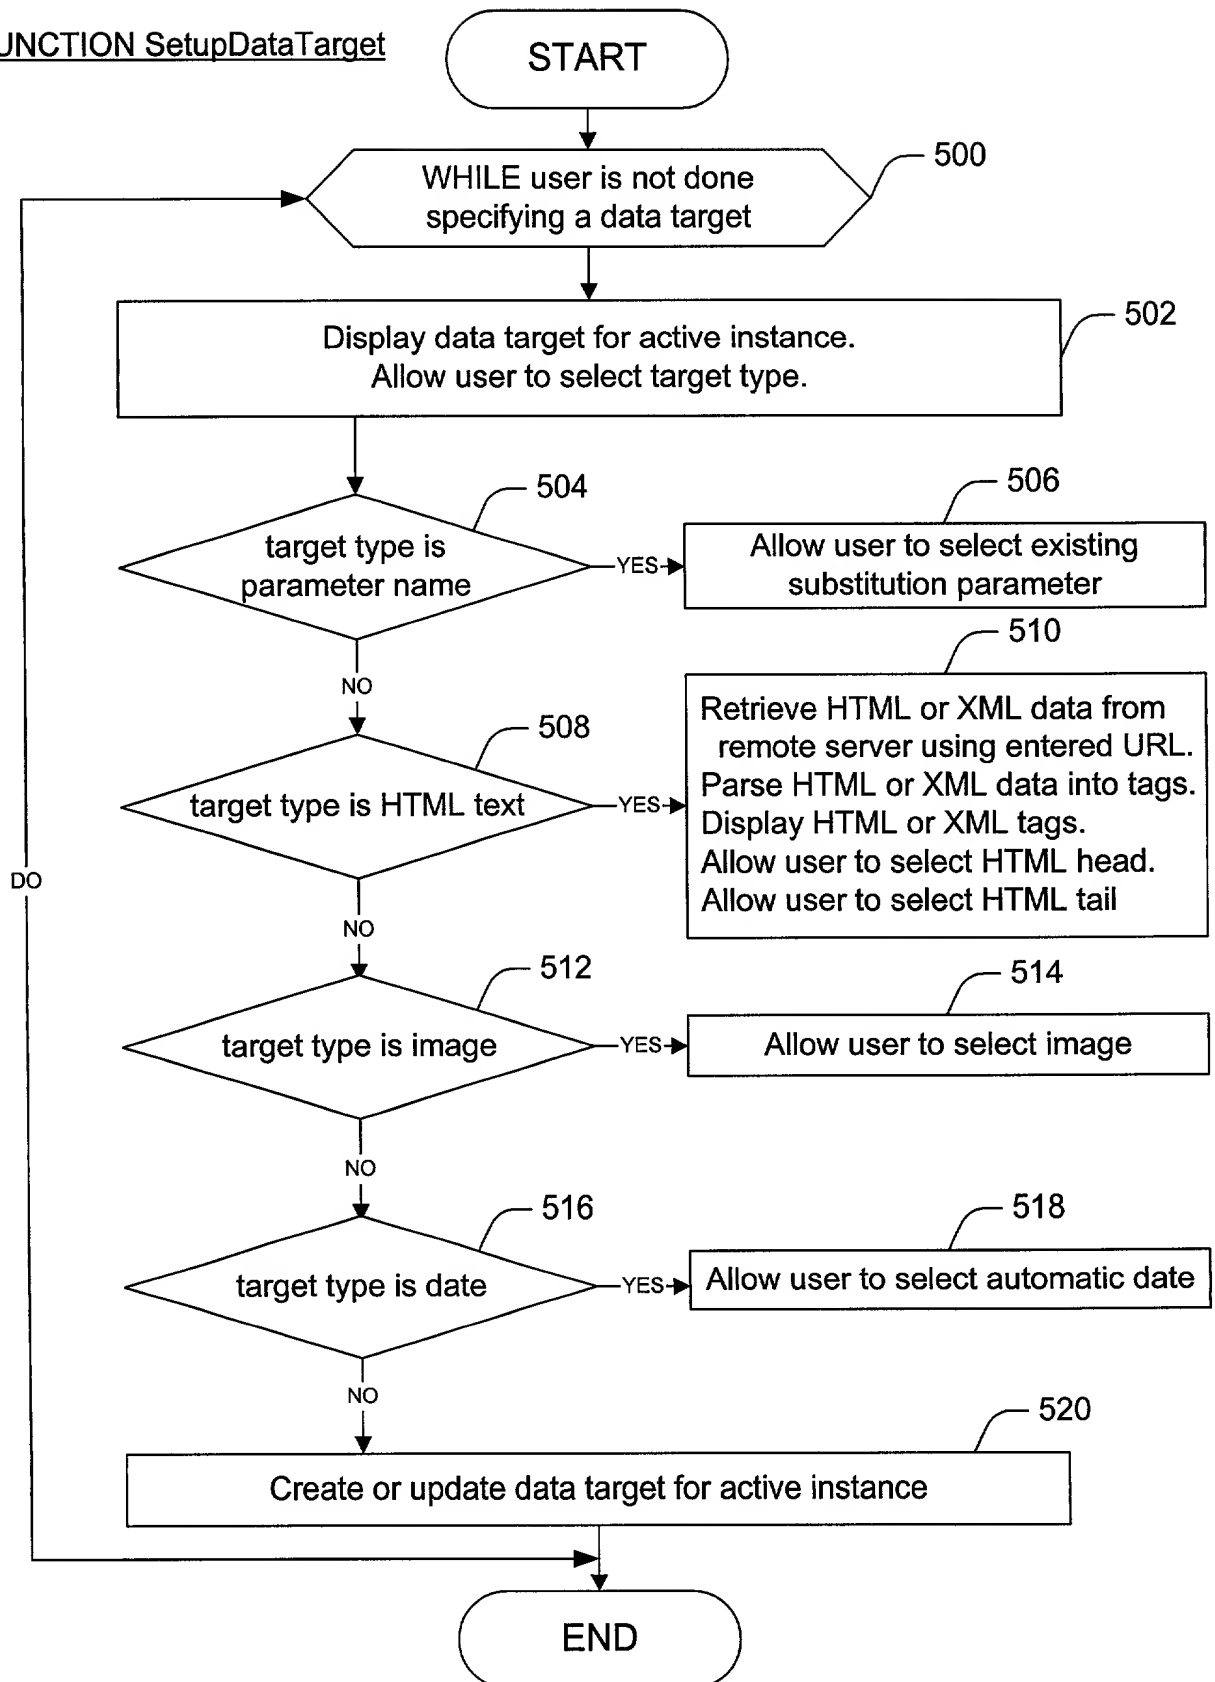 UNCTION SetupDataTarget
START
500
WHILE user is not done
specifying a data target
502
Display data target for active instance.
Allow user to select target type.
504
target type is
parameter name
YES
506
Allow user to select existing
substitution parameter
NO
508
target type is HTML text
YES
510
Retrieve HTML or XML data from
remote server using entered URL.
Parse HTML or XML data into tags.
Display HTML or XML tags.
Allow user to select HTML head.
Allow user to select HTML tail
DO
NO
512
target type is image
YES
514
Allow user to select image
NO
516
target type is date
YES
518
Allow user to select automatic date
NO
520
Create or update data target for active instance
END